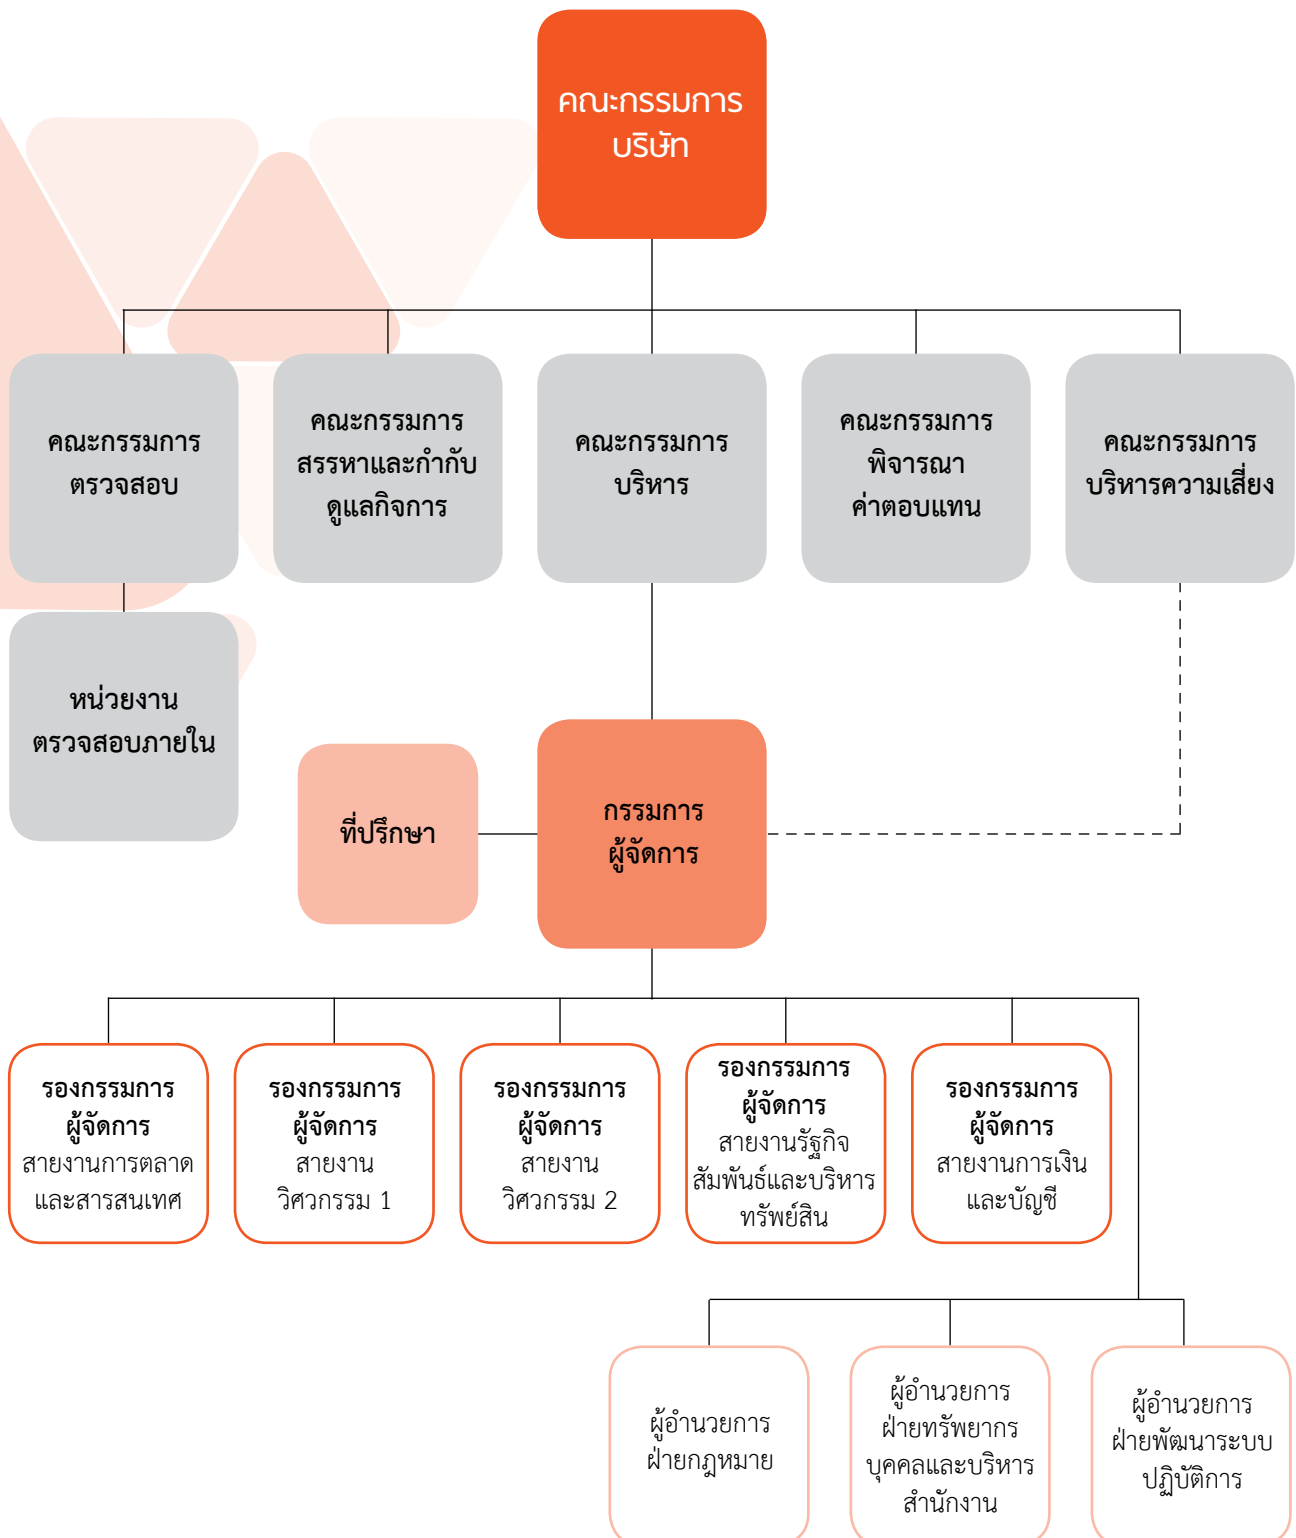 คณะกรรมการ
บริษัท
คณะกรรมการ
ตรวจสอบ
คณะกรรมการ
สรรหาและกำกับ
ดูแลกิจการ
คณะกรรมการ
บริหาร
คณะกรรมการ
พิจารณา
ค่าตอบแทน
คณะกรรมการ
บริหารความเสี่ยง
หน่วยงาน
ตรวจสอบภายใน
ที่ปรึกษา
กรรมการ
ผู้จัดการ
รองกรรมการ
ผู้จัดการ
สายงานการตลาด
และสารสนเทศ
รองกรรมการ
ผู้จัดการ
สายงาน
วิศวกรรม 1
รองกรรมการ
ผู้จัดการ
สายงาน
วิศวกรรม 2
รองกรรมการ
ผู้จัดการ
สายงานรัฐกิจ
สัมพันธ์และบริหาร
ทรัพย์สิน
รองกรรมการ
ผู้จัดการ
สายงานการเงิน
และบัญชี
ผู้อำนวยการ
ฝ่ายกฎหมาย
ผู้อำนวยการ
ฝ่ายทรัพยากร
บุคคลและบริหาร
สำนักงาน
ผู้อำนวยการ
ฝ่ายพัฒนาระบบ
ปฏิบัติการ